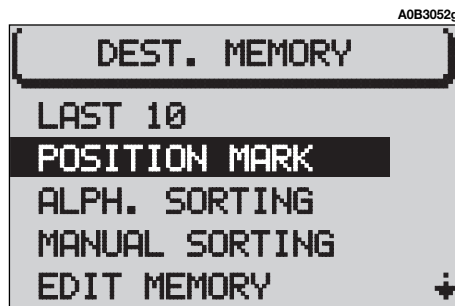 A0B3052g
DEST. MEMORY
LAST 10
POSITION MARK
ALPH. SORTING
MANUAL SORTING
EDIT MEMORY